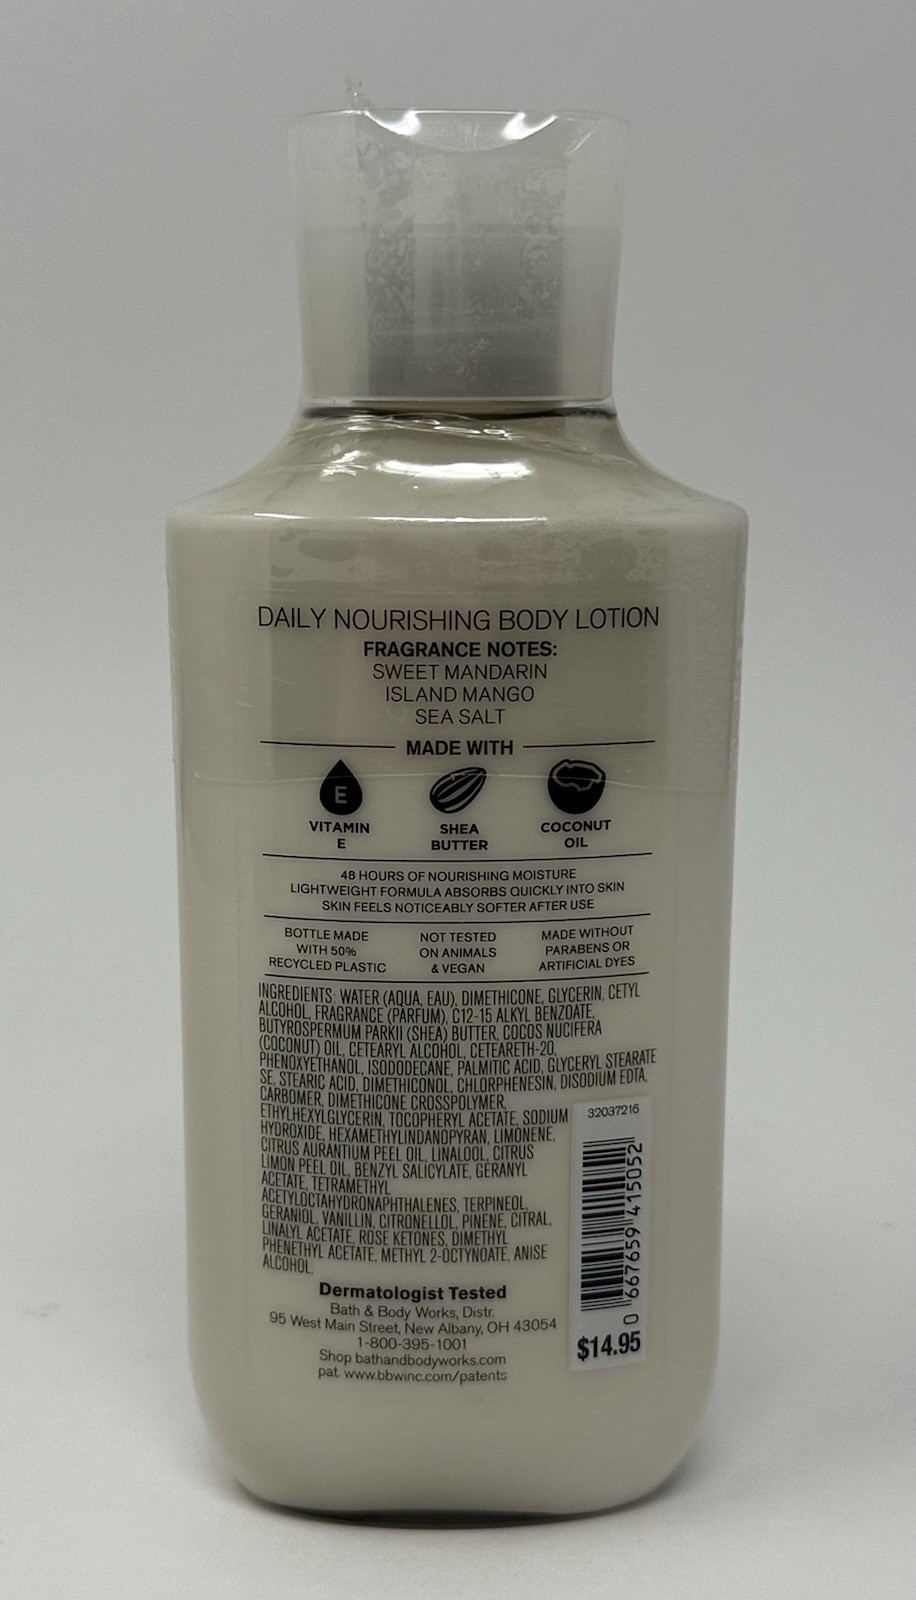 DAILY NOURISHING BODY LOTION
FRAGRANCE NOTES:
SWEET MANDARIN
ISLAND MANGO
SEA SALT
MADE WITH
E
VITAMIN
E
SHEA
BUTTER
COCONUT
OIL
48 HOURS OF NOURISHING MOISTURE
LIGHTWEIGHT FORMULA ABSORBS QUICKLY INTO SKIN
SKIN FEELS NOTICEABLY SOFTER AFTER USE
BOTTLE MADE
WITH 50%
RECYCLED PLASTIC
NOT TESTED
ON ANIMALS
& VEGAN
MADE WITHOUT
PARABENS OR
ARTIFICIAL DYES
INGREDIENTS: WATER (AQUA, EAU), DIMETHICONE, GLYCERIN, CETYL
ALCOHOL, FRAGRANCE (PARFUM), C12-15 ALKYL BENZOATE,
BUTYROSPERMUM PARKII (SHEA) BUTTER, COCOS NUCIFERA
(COCONUT) OIL, CETEARYL ALCOHOL, CETEARETH-20,
PHENOXYETHANOL, ISODODECANE, PALMITIC ACID, GLYCERYL STEARATE
SE, STEARIC ACID, DIMETHICONOL, CHLORPHENESIN, DISODIUM EDTA,
CARBOMER, DIMETHICONE CROSSPOLYMER,
ETHYLHEXYLGLYCERIN, TOCOPHERYL ACETATE, SODIUM
HYDROXIDE, HEXAMETHYLINDANOPYRAN, LIMONENE,
CITRUS AURANTIUM PEEL OIL, LINALOOL, CITRUS
LIMON PEEL OIL, BENZYL SALICYLATE, GERANYL
ACETATE, TETRAMETHYL
ACETYLOCTAHYDRONAPHTHALENES, TERPINEOL,
GERANIOL, VANILLIN, CITRONELLOL, PINENE, CITRAL,
LINALYL ACETATE, ROSE KETONES, DIMETHYL
PHENETHYL ACETATE, METHYL 2-OCTYNOATE, ANISE
ALCOHOL.
32037216
0 667659 415052
$14.95
Dermatologist Tested
Bath & Body Works, Distr.
95 West Main Street, New Albany, OH 43054
1-800-395-1001
Shop bathandbodyworks.com
pat. www.bbwinc.com/patents